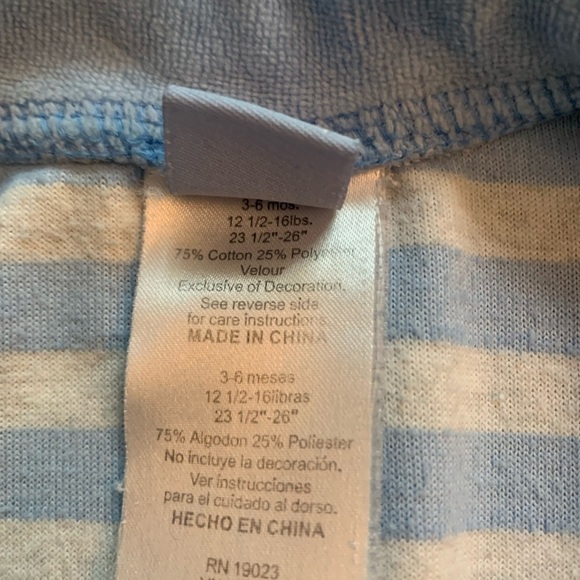 3-6 mos.
12 1/2-16lbs.
23 1/2"-26"
75% Cotton 25%
Velour
Exclusive of Decoration.
See reverse side
for care instructions
MADE IN CHINA
3-6 meses
12 1/2-16libras
23 1/2"-26"
75% Algodon 25% Poliester
No incluye la decoración.
Ver instrucciones
para el cuidado al dorso.
HECHO EN CHINA
RN 19023